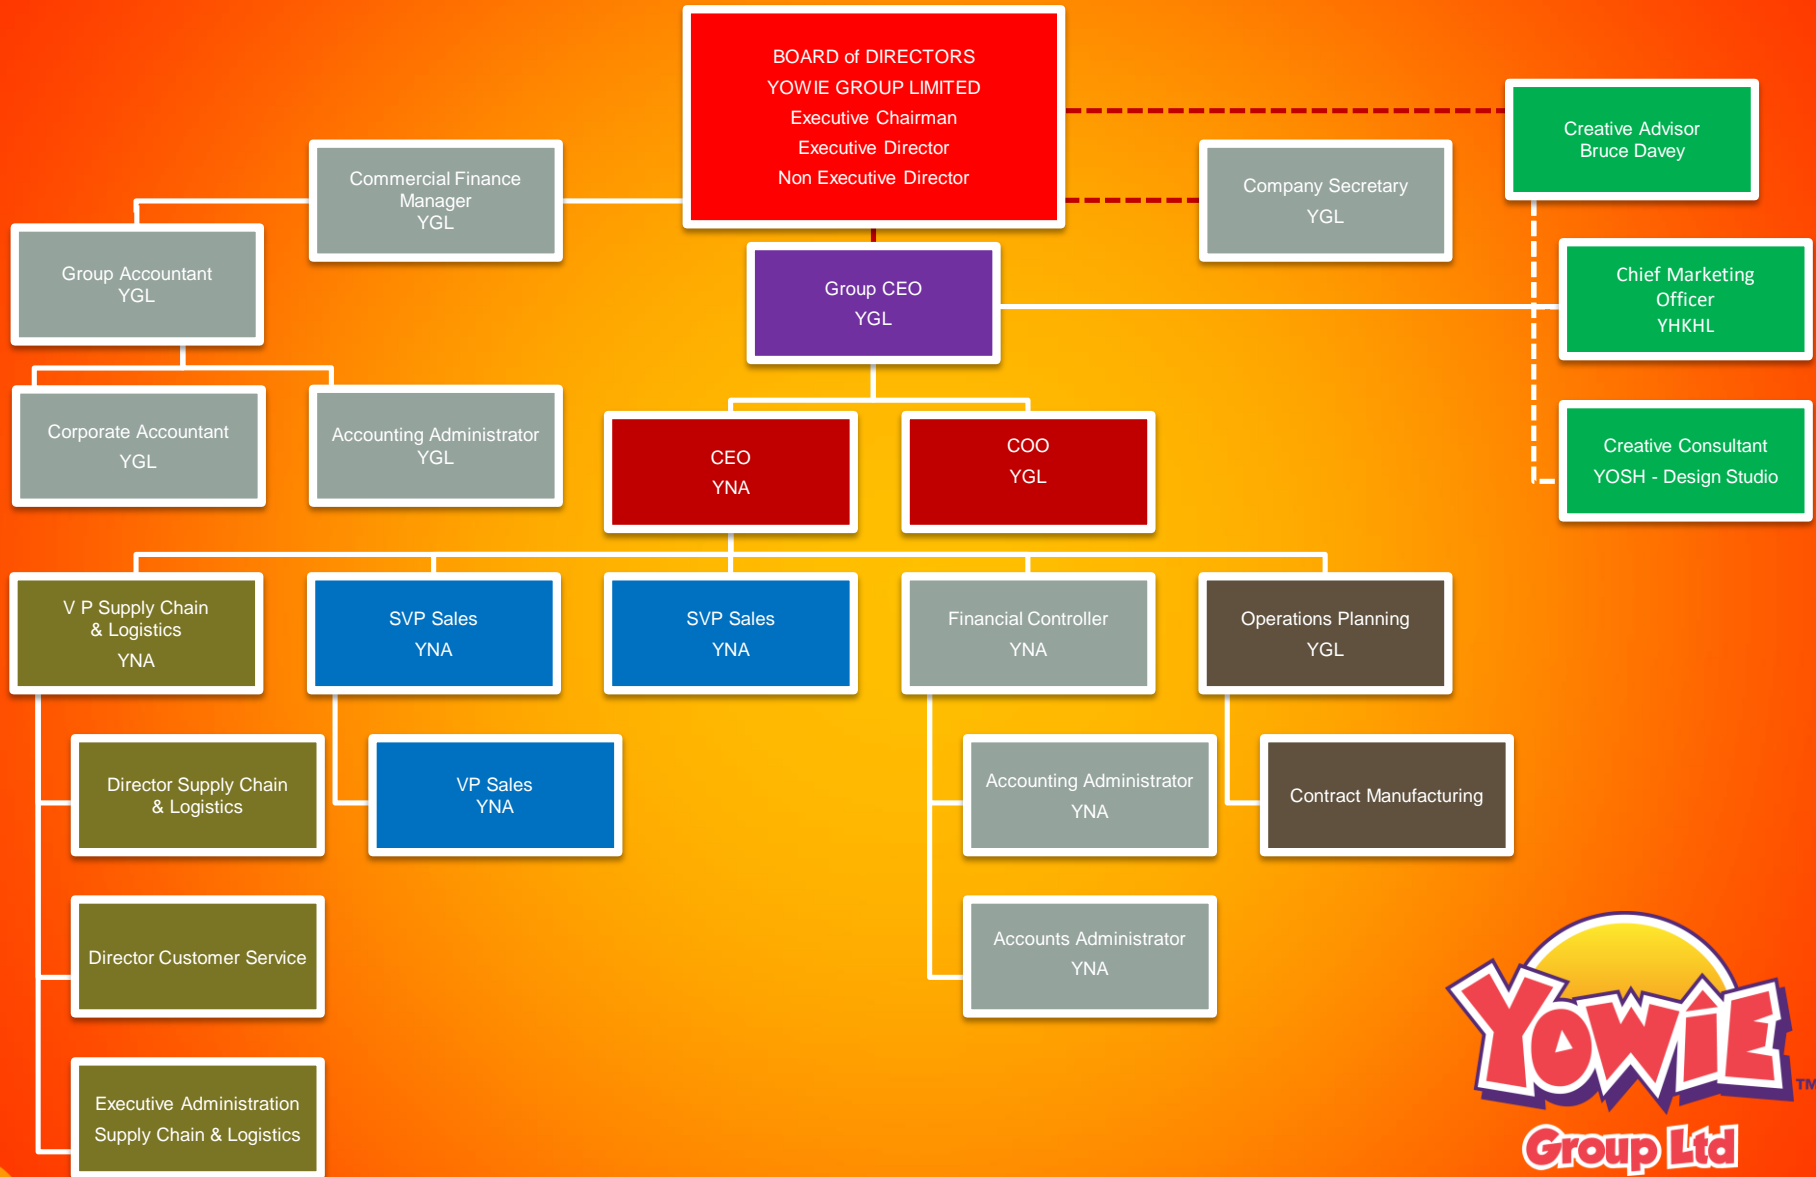 BOARD of DIRECTORS
YOWIE GROUP LIMITED
Executive Chairman
Executive Director
Non Executive Director
Creative Advisor
Bruce Davey
Commercial Finance
Manager
YGL
Company Secretary
YGL
Group Accountant
YGL
Group CEO
YGL
Chief Marketing
Officer
YHKHL
Corporate Accountant
YGL
Accounting Administrator
YGL
CEO
YNA
COO
YGL
Creative Consultant
YOSH - Design Studio
V P Supply Chain
& Logistics
YNA
SVP Sales
YNA
SVP Sales
YNA
Financial Controller
YNA
Operations Planning
YGL
Director Supply Chain
& Logistics
VP Sales
YNA
Accounting Administrator
YNA
Contract Manufacturing
Director Customer Service
Accounts Administrator
YNA
Executive Administration
Supply Chain & Logistics
YOWIE
TM
Group Ltd